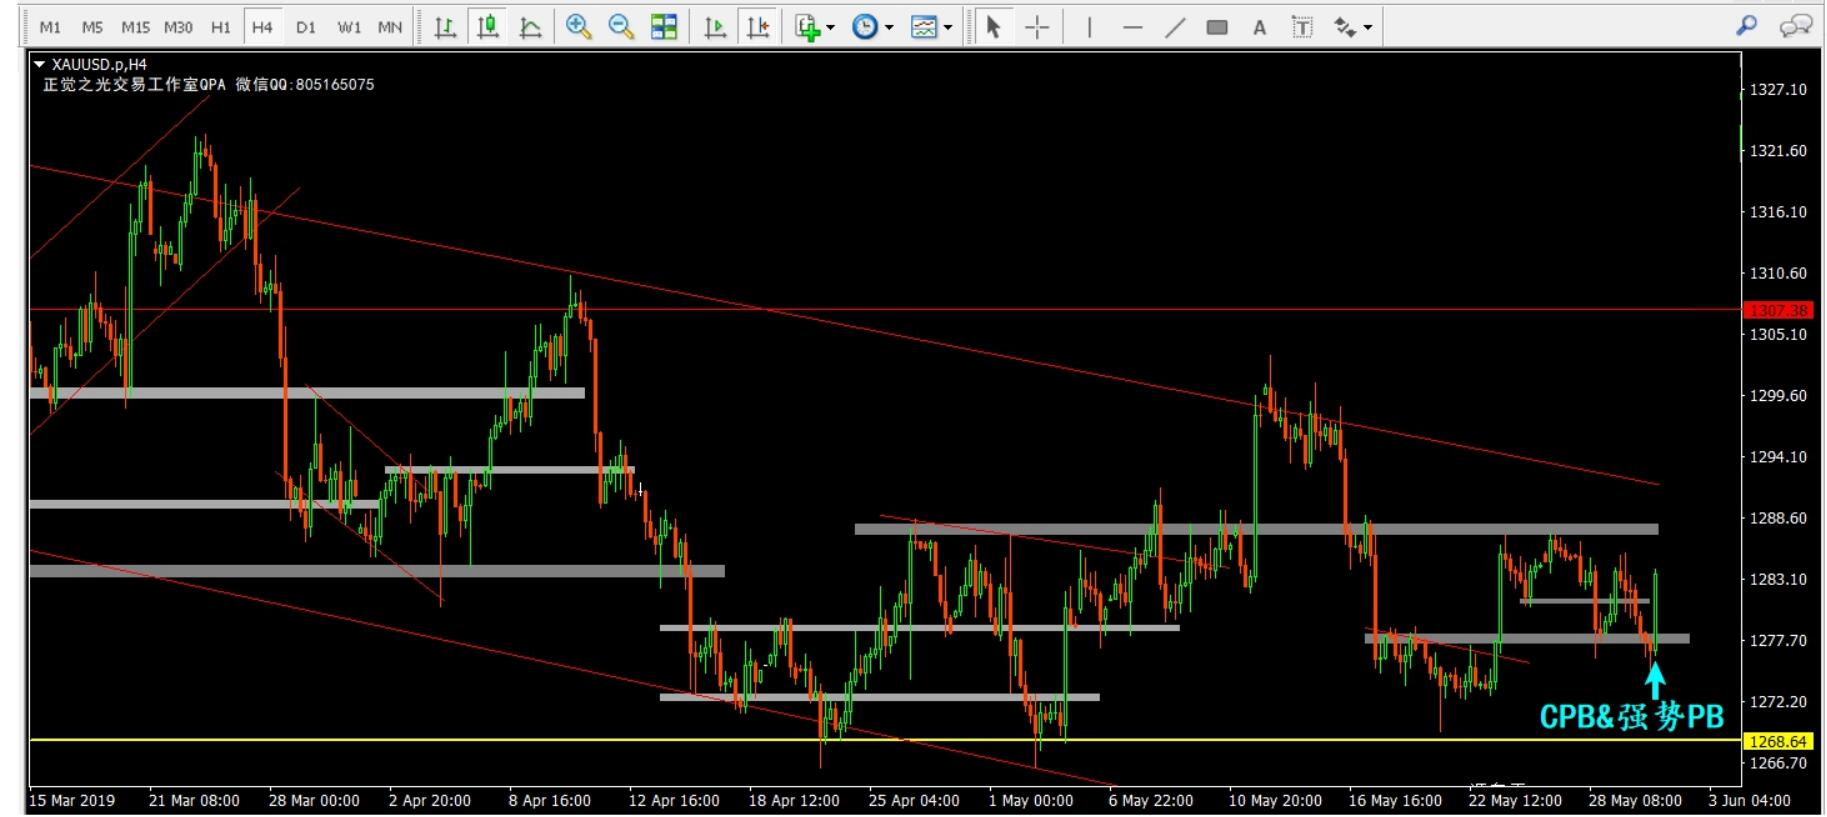 M1 M5 M15 M30 H1 H4 D1 W1 MN
A T
XAUUSD.p,H4
正觉之光交易工作室QPA 微信QQ:805165075
1327.10
1321.60
1316.10
1310.60
1307.38
1305.10
1299.60
1294.10
1288.60
1283.10
1277.70
1272.20
CPB&强势PB
1268.64
1266.70
15 Mar 2019 21 Mar 08:00 28 Mar 00:00 2 Apr 20:00 8 Apr 16:00 12 Apr 16:00 18 Apr 12:00 25 Apr 04:00 1 May 00:00 6 May 22:00 10 May 20:00 16 May 16:00 22 May 12:00 28 May 08:00 3 Jun 04:00